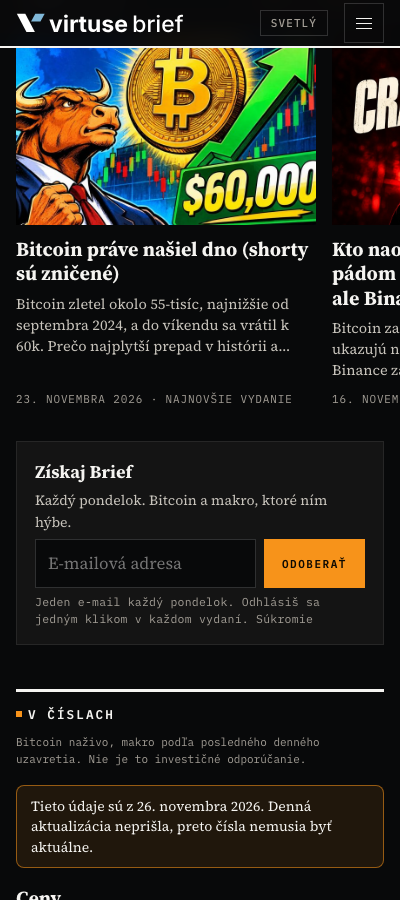 virtuse brief
SVETLÝ
$60,000
Bitcoin práve našiel dno (shorty
sú zničené)
Bitcoin zletel okolo 55-tisíc, najnižšie od
septembra 2024, a do víkendu sa vrátil k
60k. Prečo najplytší prepad v histórii a...
23. NOVEMBRA 2026 · NAJNOVŠIE VYDANIE
Kto nao
pádom
ale Bina
Bitcoin za
ukazujú n
Binance za
16. NOVEM
Získaj Brief
Každý pondelok. Bitcoin a makro, ktoré ním
hýbe.
E-mailová adresa
ODOBERAŤ
Jeden e-mail každý pondelok. Odhlásiš sa
jedným klikom v každom vydaní. Súkromie
V ČÍSLACH
Bitcoin naživo, makro podľa posledného denného
uzavretia. Nie je to investičné odporúčanie.
Tieto údaje sú z 26. novembra 2026. Denná
aktualizácia neprišla, preto čísla nemusia byť
aktuálne.
Ceny